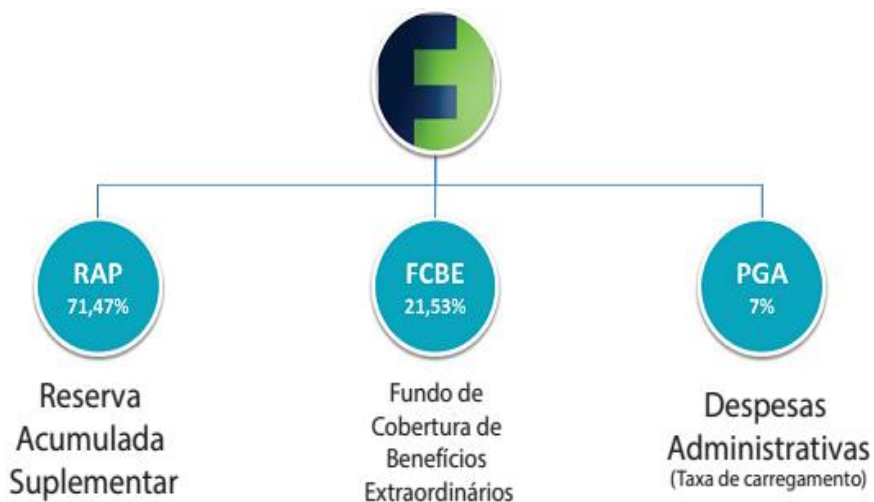 RAP
71,47%
Reserva
Acumulada
Suplementar
FCBE
21,53%
Fundo de
Cobertura de
Benefícios
Extraordinários
PGA
7%
Despesas
Administrativas
(Taxa de carregamento)